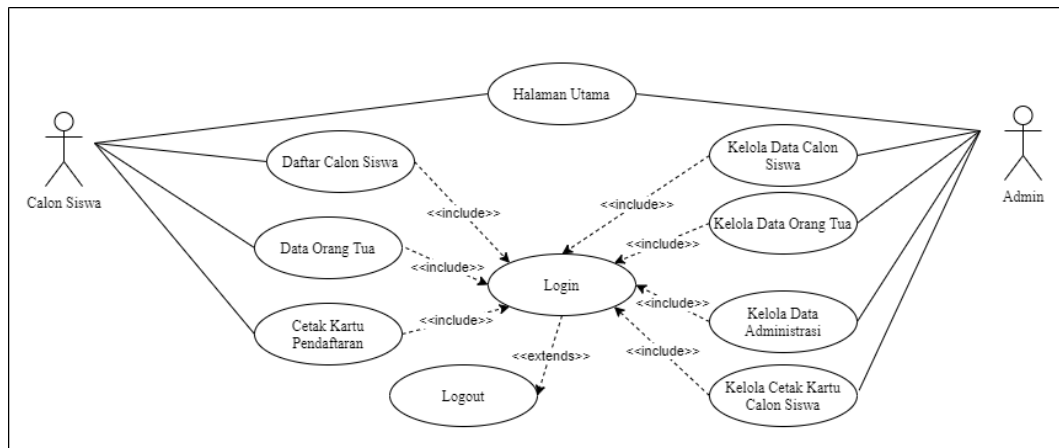 Halaman Utama
Calon Siswa
Admin
Daftar Calon Siswa
Kelola Data Calon
Siswa
<<include>>
<<include>>
Data Orang Tua
Kelola Data Orang Tua
<<include>>
<<include>>
Login
Cetak Kartu
Pendaftaran
<<include>>
<<include>>
Kelola Data
Administrasi
<<extends>>
<<include>>
Logout
Kelola Cetak Kartu
Calon Siswa